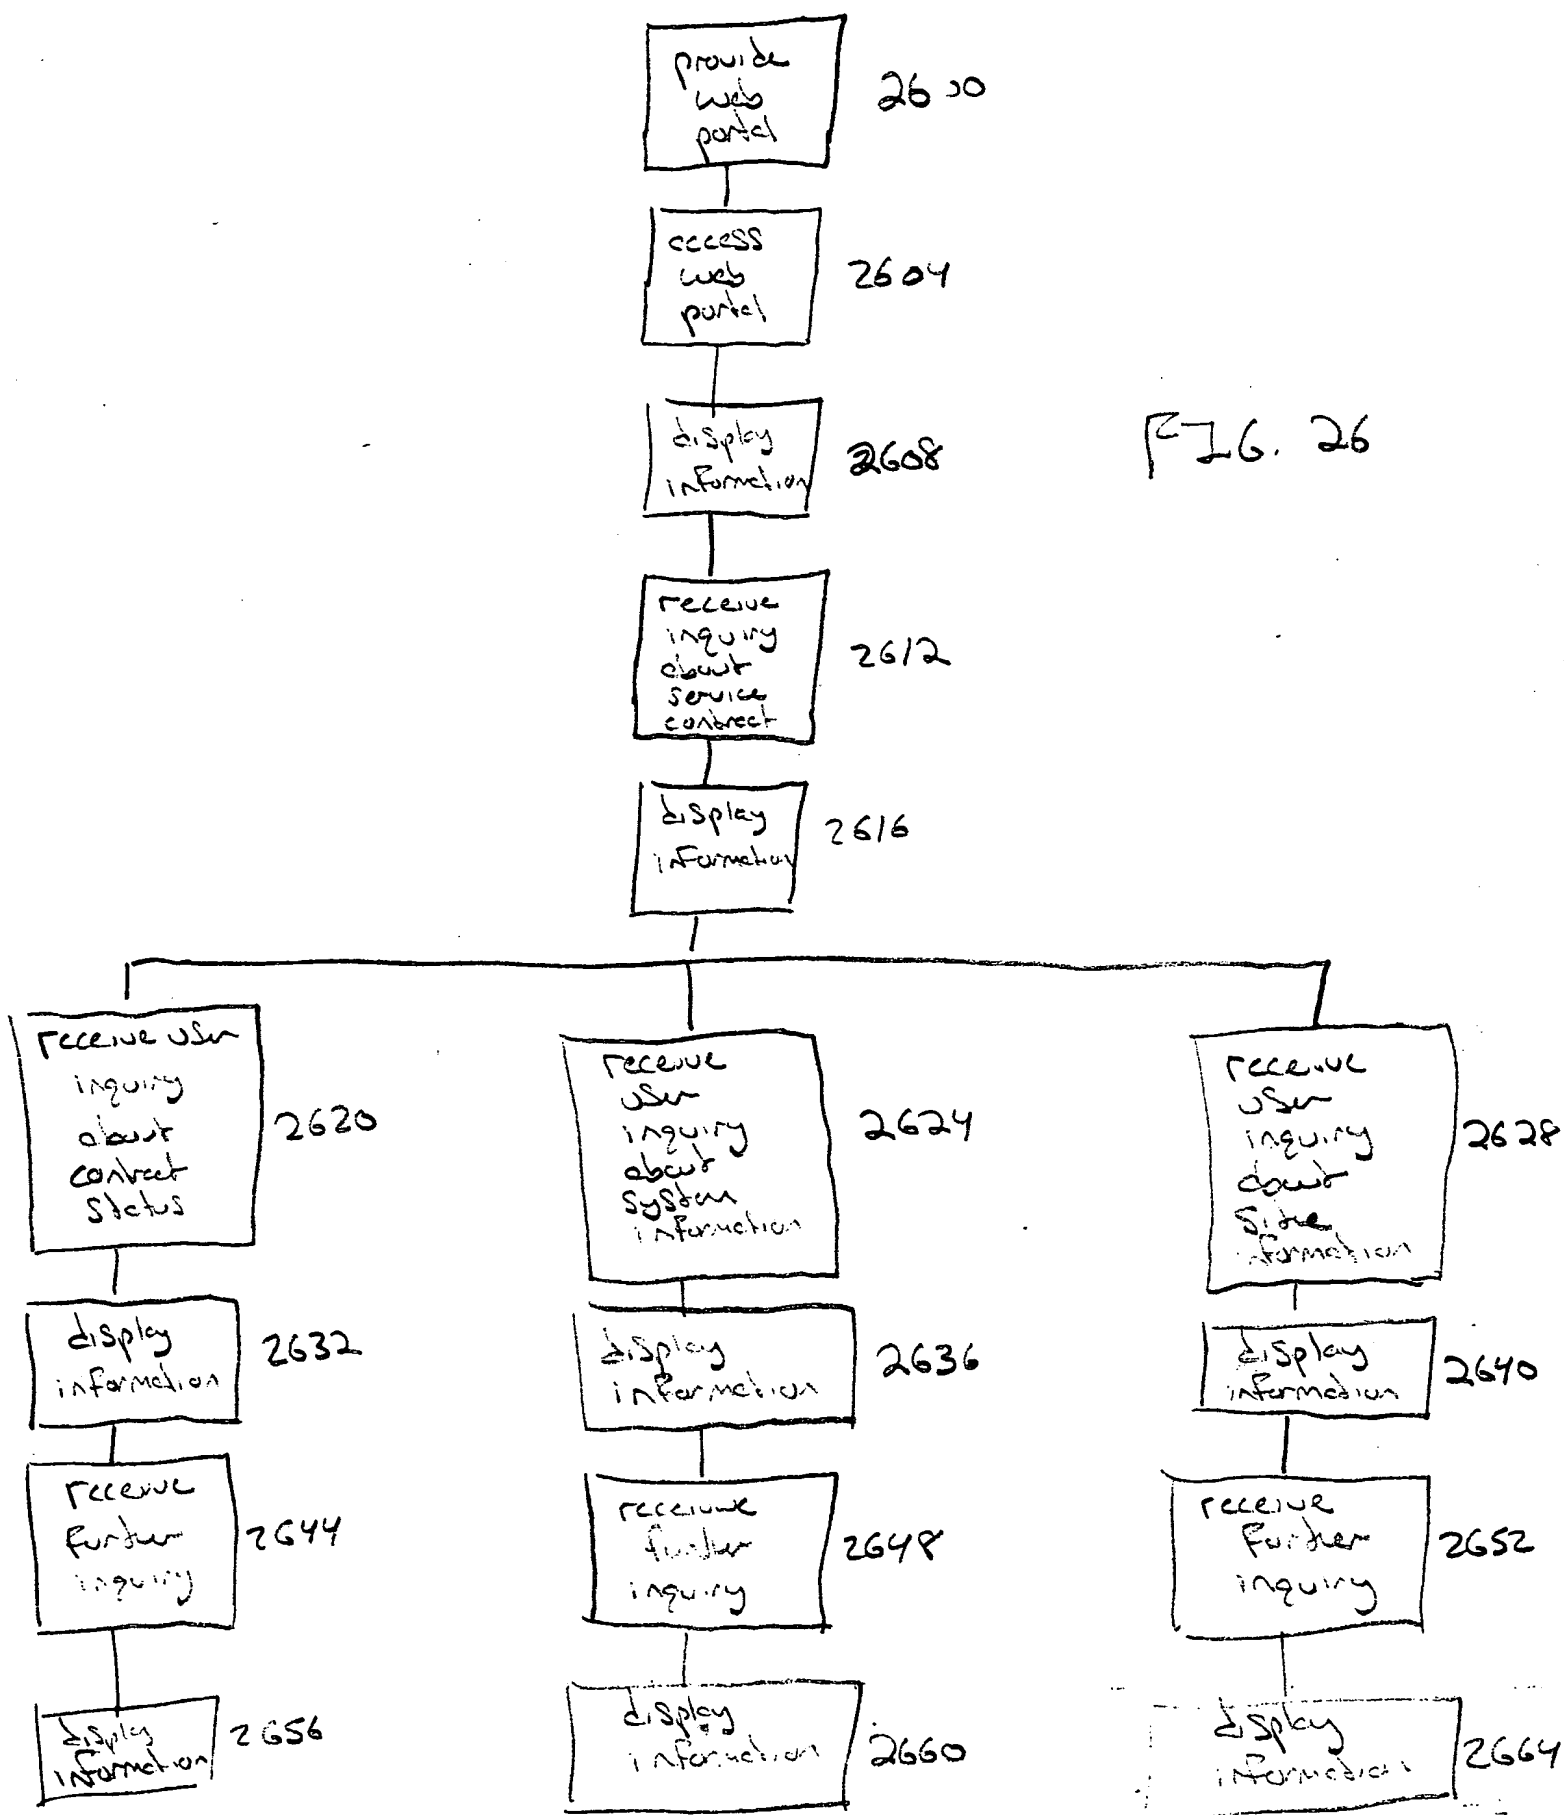 provide
web
portal
2600
access
web
portal
2604
display
information
2608
FIG. 26
receive
inquiry
about
service
contract
2612
display
information
2616
receive user
inquiry
about
contract
status
2620
receive
user
inquiry
about
system
information
2624
receive
user
inquiry
about
site
information
2628
display
information
2632
display
information
2636
display
information
2640
receive
further
inquiry
2644
receive
further
inquiry
2648
receive
further
inquiry
2652
display
information
2656
display
information
2660
display
information
2664